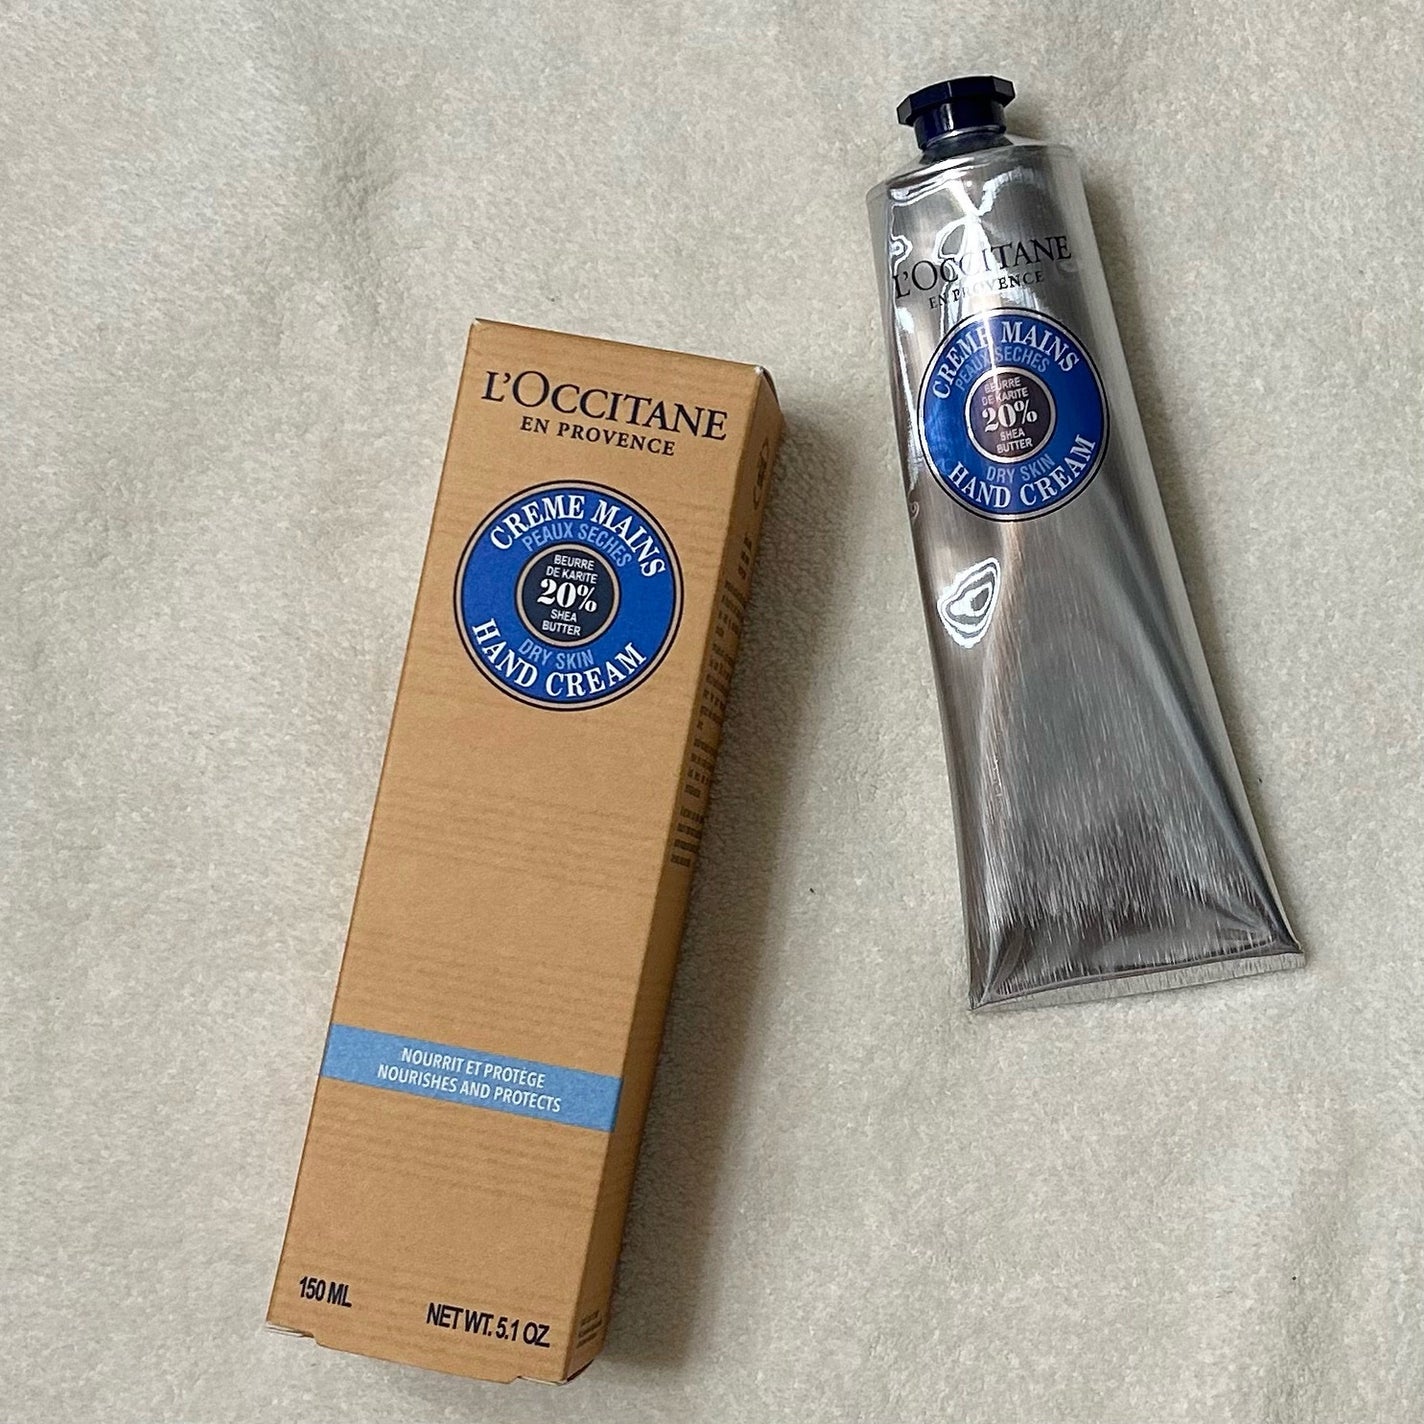 L'OCCITANE
EN PROVENCE
CREME MAINS
PEAUX SECHES
BEURRE
DE KARITE
20%
SHEA
BUTTER
DRY SKIN
HAND CREAM
NOURRIT ET PROTÈGE
NOURISHES AND PROTECTS
150 ML
NET WT. 5.1 OZ
L'OCCITANE
EN PROVENCE
CREME MAINS
PEAUX SECHES
BEURRE
DE KARITE
20%
SHEA
BUTTER
DRY SKIN
HAND CREAM